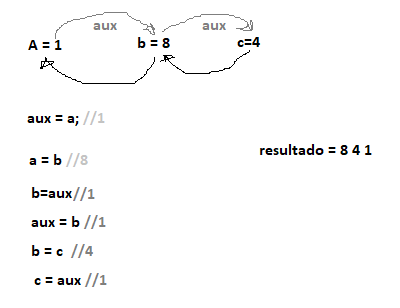 aux aux
A = 1 b = 8 c=4
aux = a; //1
a = b //8
resultado = 8 4 1
b=aux//1
aux = b //1
b = c //4
c = aux //1